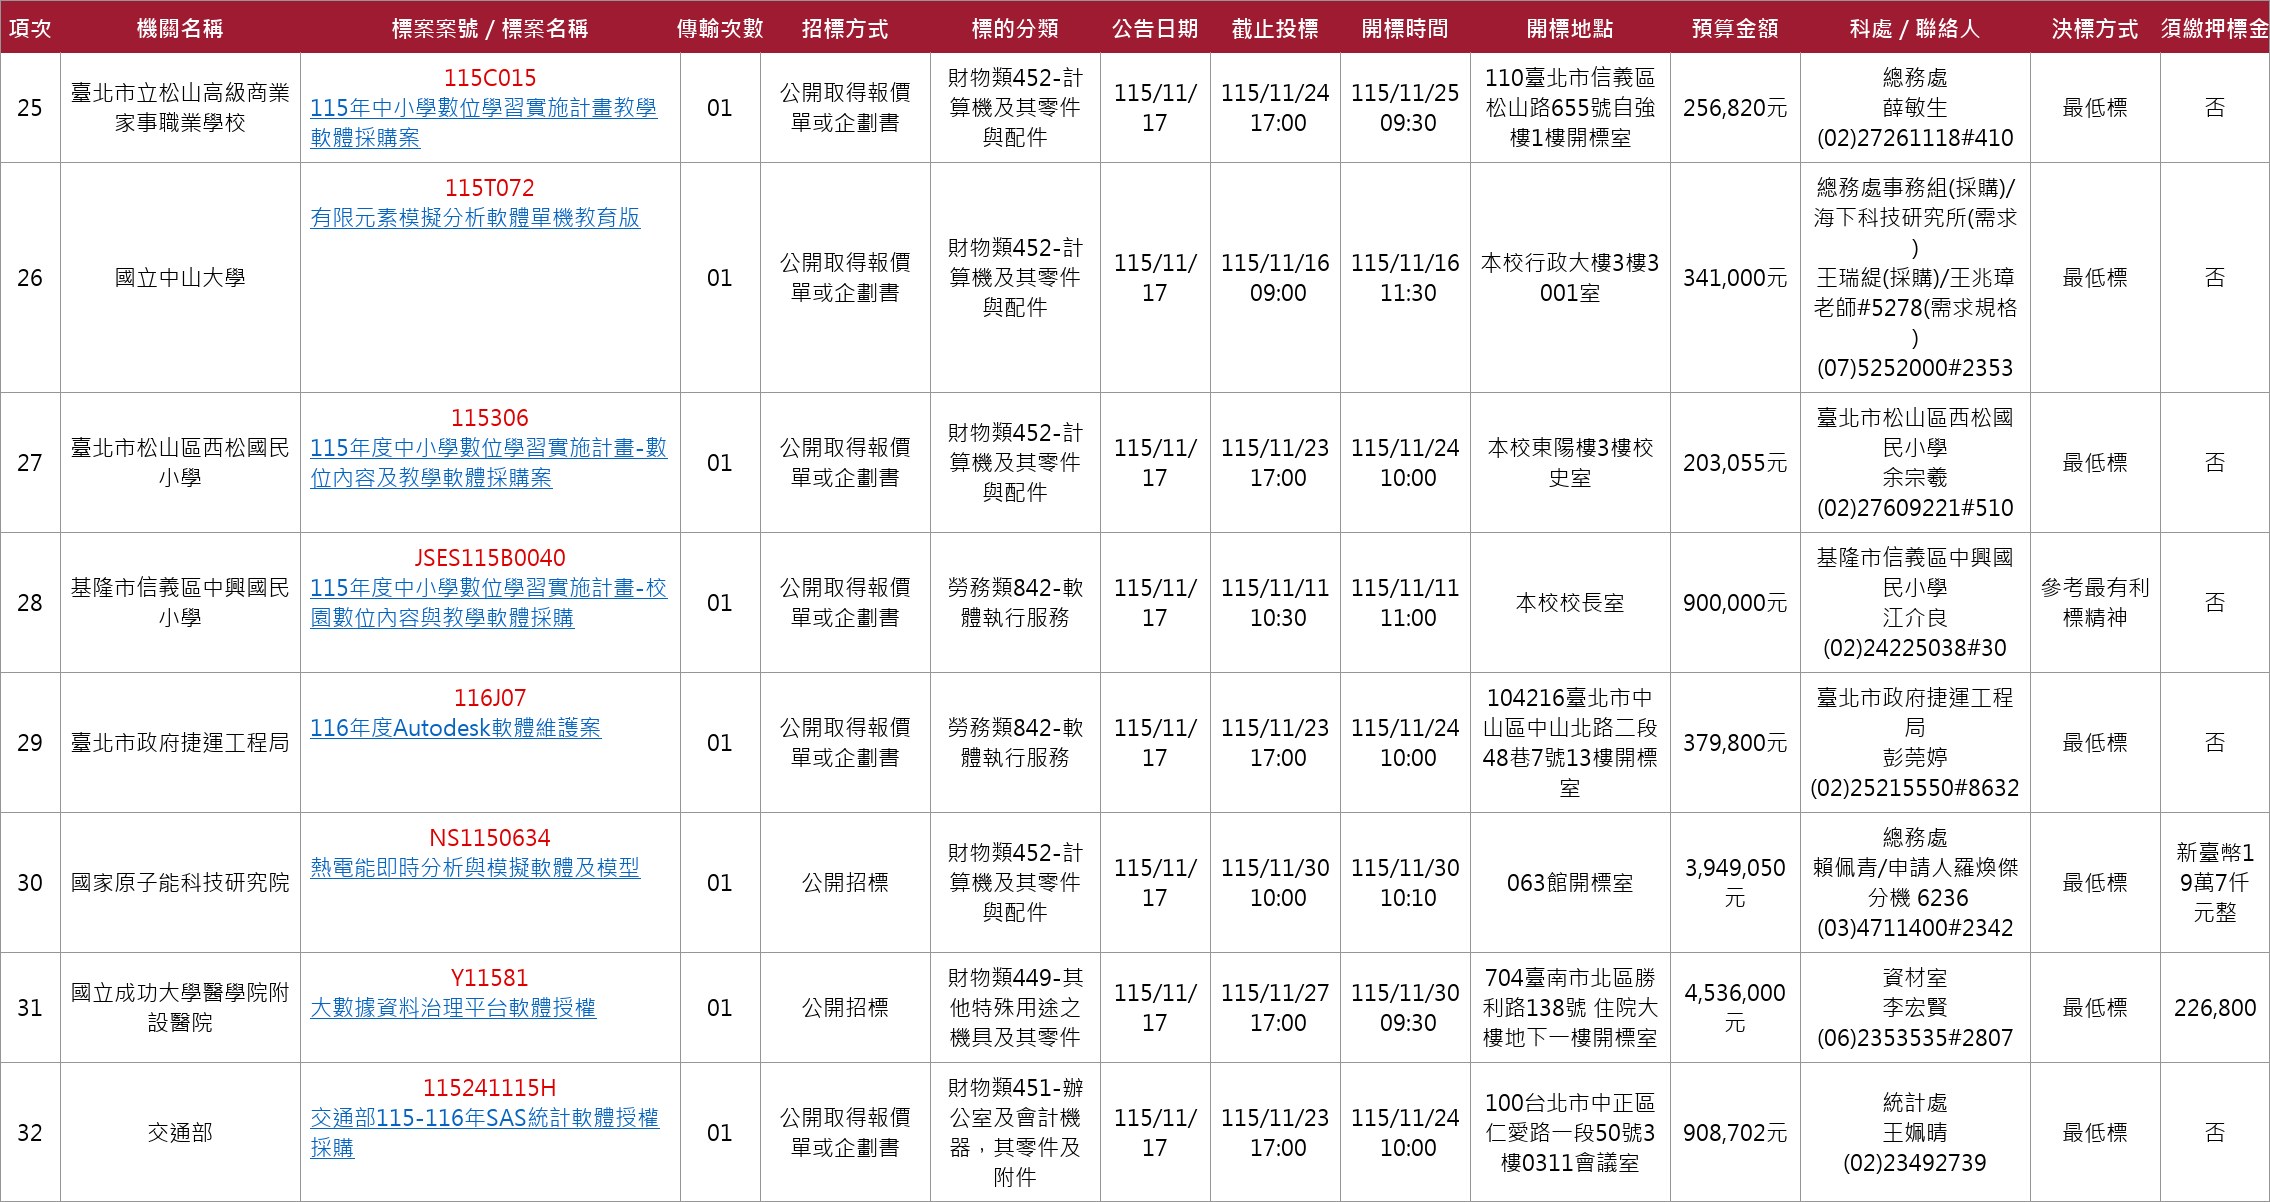 項次 機關名稱 標案案號 / 標案名稱 傳輸次數 招標方式 標的分類 公告日期 截止投標 開標時間 開標地點 預算金額 科處 / 聯絡人 決標方式 須繳押標金
25
臺北市立松山高級商業
家事職業學校
115C015
115年中小學數位學習實施計畫教學
軟體採購案
01
公開取得報價
單或企劃書
財物類452-計
算機及其零件
與配件
115/11/
17
115/11/24
17:00
115/11/25
09:30
110臺北市信義區
松山路655號自強
樓1樓開標室
256,820元
總務處
薛敏生
(02)27261118#410
最低標
否
26
國立中山大學
115T072
有限元素模擬分析軟體單機教育版
01
公開取得報價
單或企劃書
財物類452-計
算機及其零件
與配件
115/11/
17
115/11/16
09:00
115/11/16
11:30
本校行政大樓3樓3
001室
341,000元
總務處事務組(採購)/
海下科技研究所(需求
)
王瑞緹(採購)/王兆璋
老師#5278(需求規格
)
(07)5252000#2353
最低標
否
27
臺北市松山區西松國民
小學
115306
115年度中小學數位學習實施計畫-數
位內容及教學軟體採購案
01
公開取得報價
單或企劃書
財物類452-計
算機及其零件
與配件
115/11/
17
115/11/23
17:00
115/11/24
10:00
本校東陽樓3樓校
史室
203,055元
臺北市松山區西松國
民小學
余宗羲
(02)27609221#510
最低標
否
28
基隆市信義區中興國民
小學
JSES115B0040
115年度中小學數位學習實施計畫-校
園數位內容與教學軟體採購
01
公開取得報價
單或企劃書
勞務類842-軟
體執行服務
115/11/
17
115/11/11
10:30
115/11/11
11:00
本校校長室
900,000元
基隆市信義區中興國
民小學
江介良
(02)24225038#30
參考最有利
標精神
否
29
臺北市政府捷運工程局
116J07
116年度Autodesk軟體維護案
01
公開取得報價
單或企劃書
勞務類842-軟
體執行服務
115/11/
17
115/11/23
17:00
115/11/24
10:00
104216臺北市中
山區中山北路二段
48巷7號13樓開標
室
379,800元
臺北市政府捷運工程
局
彭莞婷
(02)25215550#8632
最低標
否
30
國家原子能科技研究院
NS1150634
熱電能即時分析與模擬軟體及模型
01
公開招標
財物類452-計
算機及其零件
與配件
115/11/
17
115/11/30
10:00
115/11/30
10:10
063館開標室
3,949,050
元
總務處
賴佩青/申請人羅煥傑
分機 6236
(03)4711400#2342
最低標
新臺幣1
9萬7仟
元整
31
國立成功大學醫學院附
設醫院
Y11581
大數據資料治理平台軟體授權
01
公開招標
財物類449-其
他特殊用途之
機具及其零件
115/11/
17
115/11/27
17:00
115/11/30
09:30
704臺南市北區勝
利路138號 住院大
樓地下一樓開標室
4,536,000
元
資材室
李宏賢
(06)2353535#2807
最低標
226,800
32
交通部
115241115H
交通部115-116年SAS統計軟體授權
採購
01
公開取得報價
單或企劃書
財物類451-辦
公室及會計機
器，其零件及
附件
115/11/
17
115/11/23
17:00
115/11/24
10:00
100台北市中正區
仁愛路一段50號3
樓0311會議室
908,702元
統計處
王姵晴
(02)23492739
最低標
否